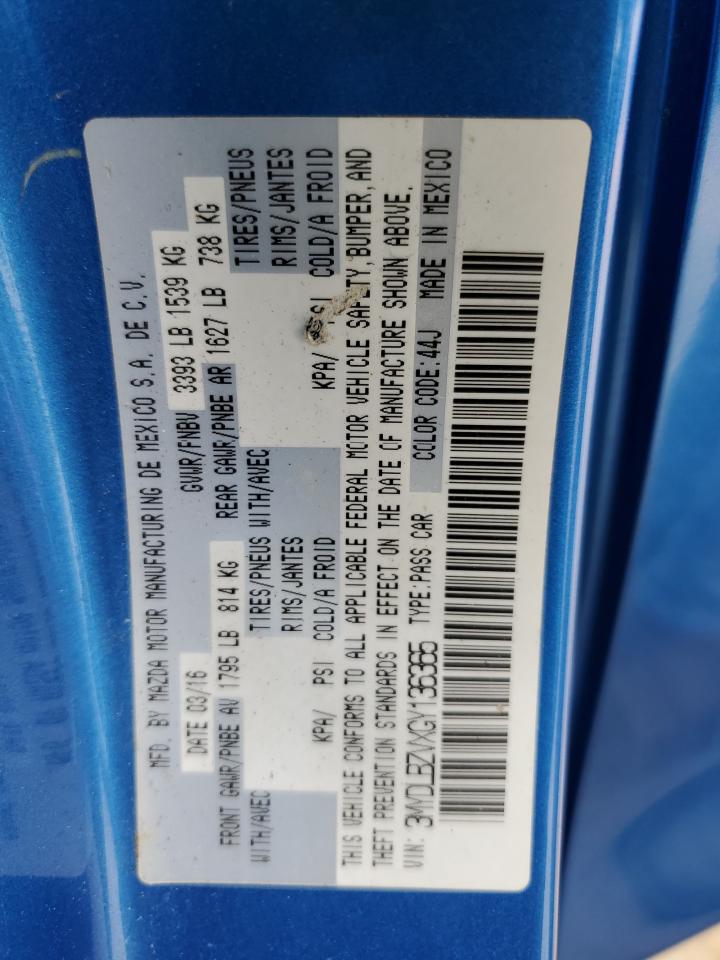 MFD. BY MAZDA MOTOR MANUFACTURING DE MEXICO S.A. DE C.V.
DATE 03/16 GVWR/PNBV 3393 LB 1539 KG
FRONT GAWR/PNBE AV 1795 LB 814 KG REAR GAWR/PNBE AR 1627 LB 738 KG
WITH/AVEC TIRES/PNEUS WITH/AVEC TIRES/PNEUS
RIMS/JANTES RIMS/JANTES
KPA/ PSI COLD/A FROID KPA/ PSI COLD/A FROID
THIS VEHICLE CONFORMS TO ALL APPLICABLE FEDERAL MOTOR VEHICLE SAFETY, BUMPER, AND
THEFT PREVENTION STANDARDS IN EFFECT ON THE DATE OF MANUFACTURE SHOWN ABOVE.
VIN: 3MYDLBZVXGY136365 TYPE:PASS CAR COLOR CODE:44J MADE IN MEXICO